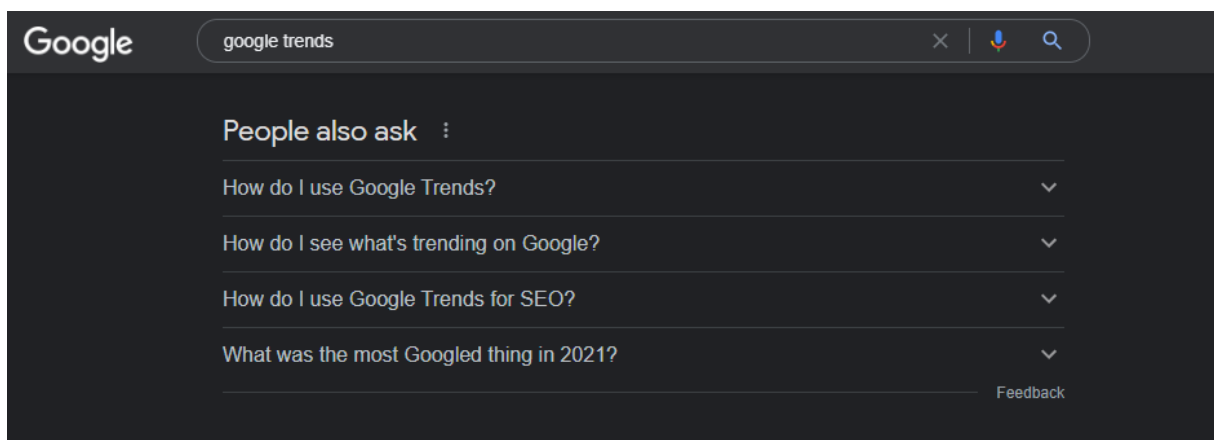 Google
google trends
People also ask
How do I use Google Trends?
How do I see what's trending on Google?
How do I use Google Trends for SEO?
What was the most Googled thing in 2021?
Feedback